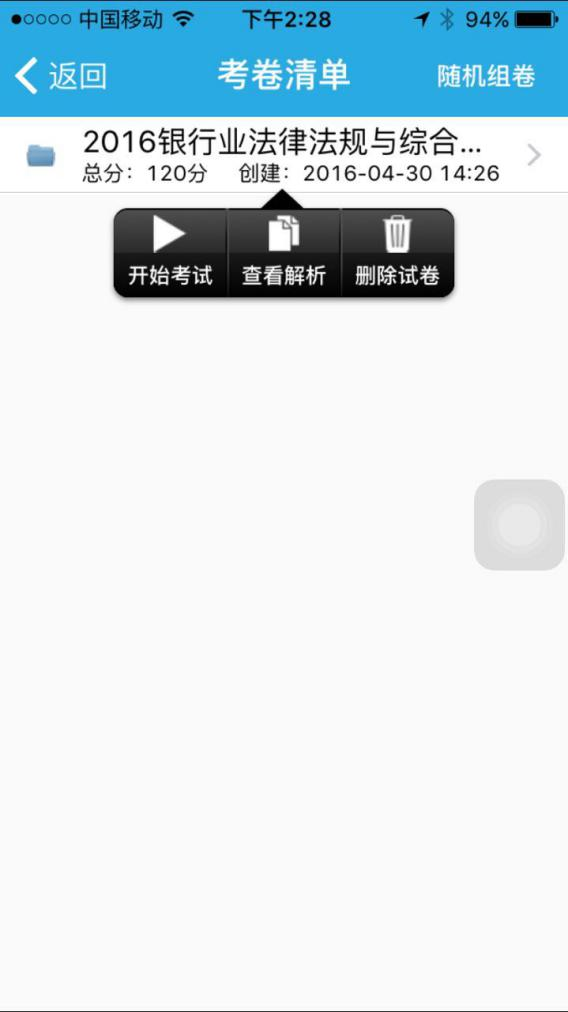 中国移动 下午2:28 94%
返回 考卷清单 随机组卷
2016银行业法律法规与综合...
总分：120分 创建：2016-04-30 14:26
开始考试 查看解析 删除试卷